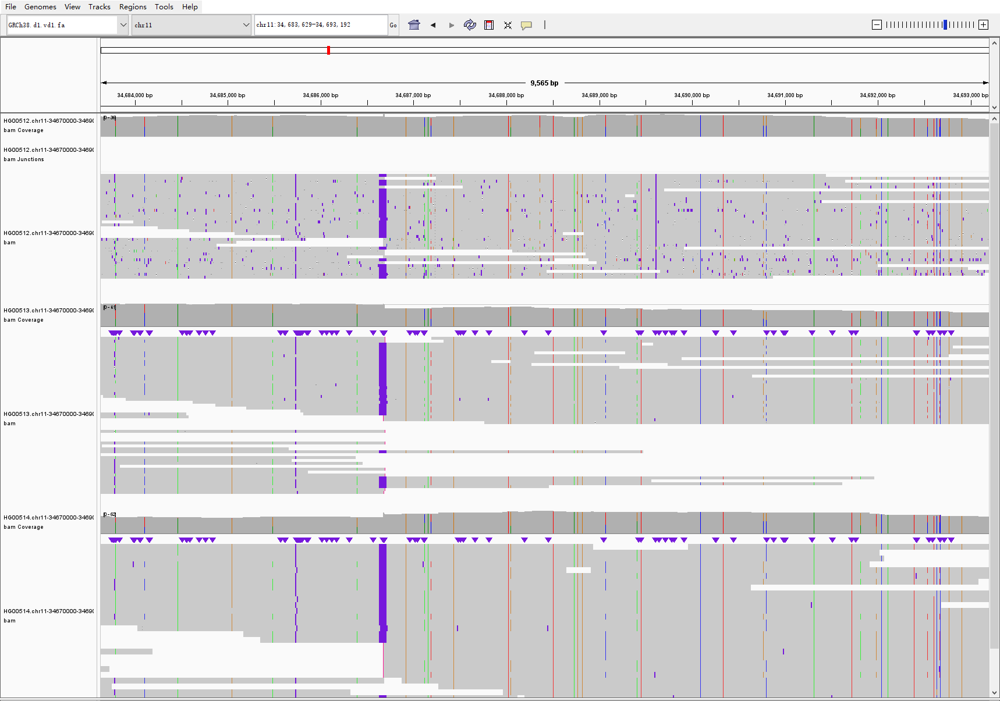 File Genomes View Tracks Regions Tools Help
GRCh38.d1.vd1.fa chr11 chr11:34,683,629-34,693,192 Go
9,565 bp
34,684,000 bp 34,685,000 bp 34,686,000 bp 34,687,000 bp 34,688,000 bp 34,689,000 bp 34,690,000 bp 34,691,000 bp 34,692,000 bp 34,693,000 bp
HG00512.chr11-34670000-3469
[0-36]
bam Coverage
HG00512.chr11-34670000-3469
bam Junctions
HG00512.chr11-34670000-3469
bam
HG00513.chr11-34670000-3469
[0-41]
bam Coverage
HG00513.chr11-34670000-3469
bam
HG00514.chr11-34670000-3469
[0-62]
bam Coverage
HG00514.chr11-34670000-3469
bam